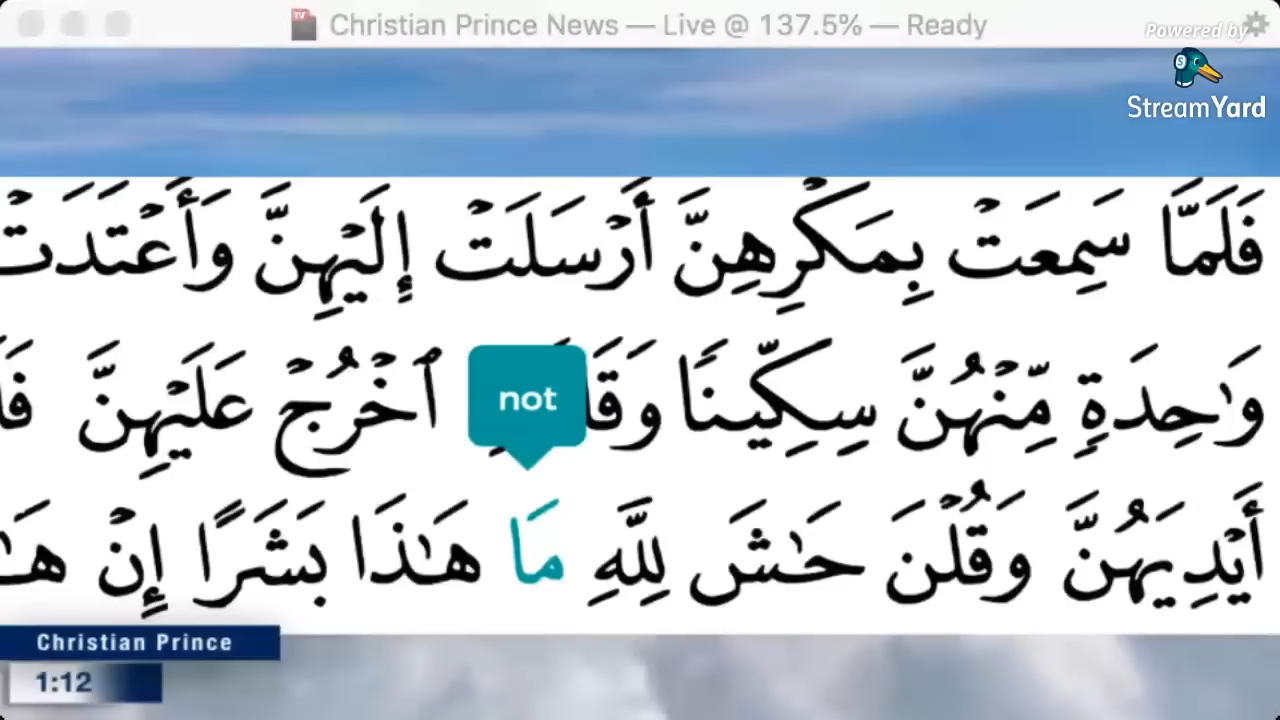 Christian Prince News — Live @ 137.5% — Ready
Powered by
StreamYard
فَلَمَّا سَمِعَتْ بِمَكْرِهِنَّ أَرْسَلَتْ إِلَيْهِنَّ وَأَعْتَدَتْ
وَٰحِدَةٍ مِّنْهُنَّ سِكِّينًا ٱخْرُجْ عَلَيْهِنَّ
not
أَيْدِيَهُنَّ وَقُلْنَ حَـٰشَ لِلَّهِ مَا هَـٰذَا بَشَرًا إِنْ
Christian Prince
1:12